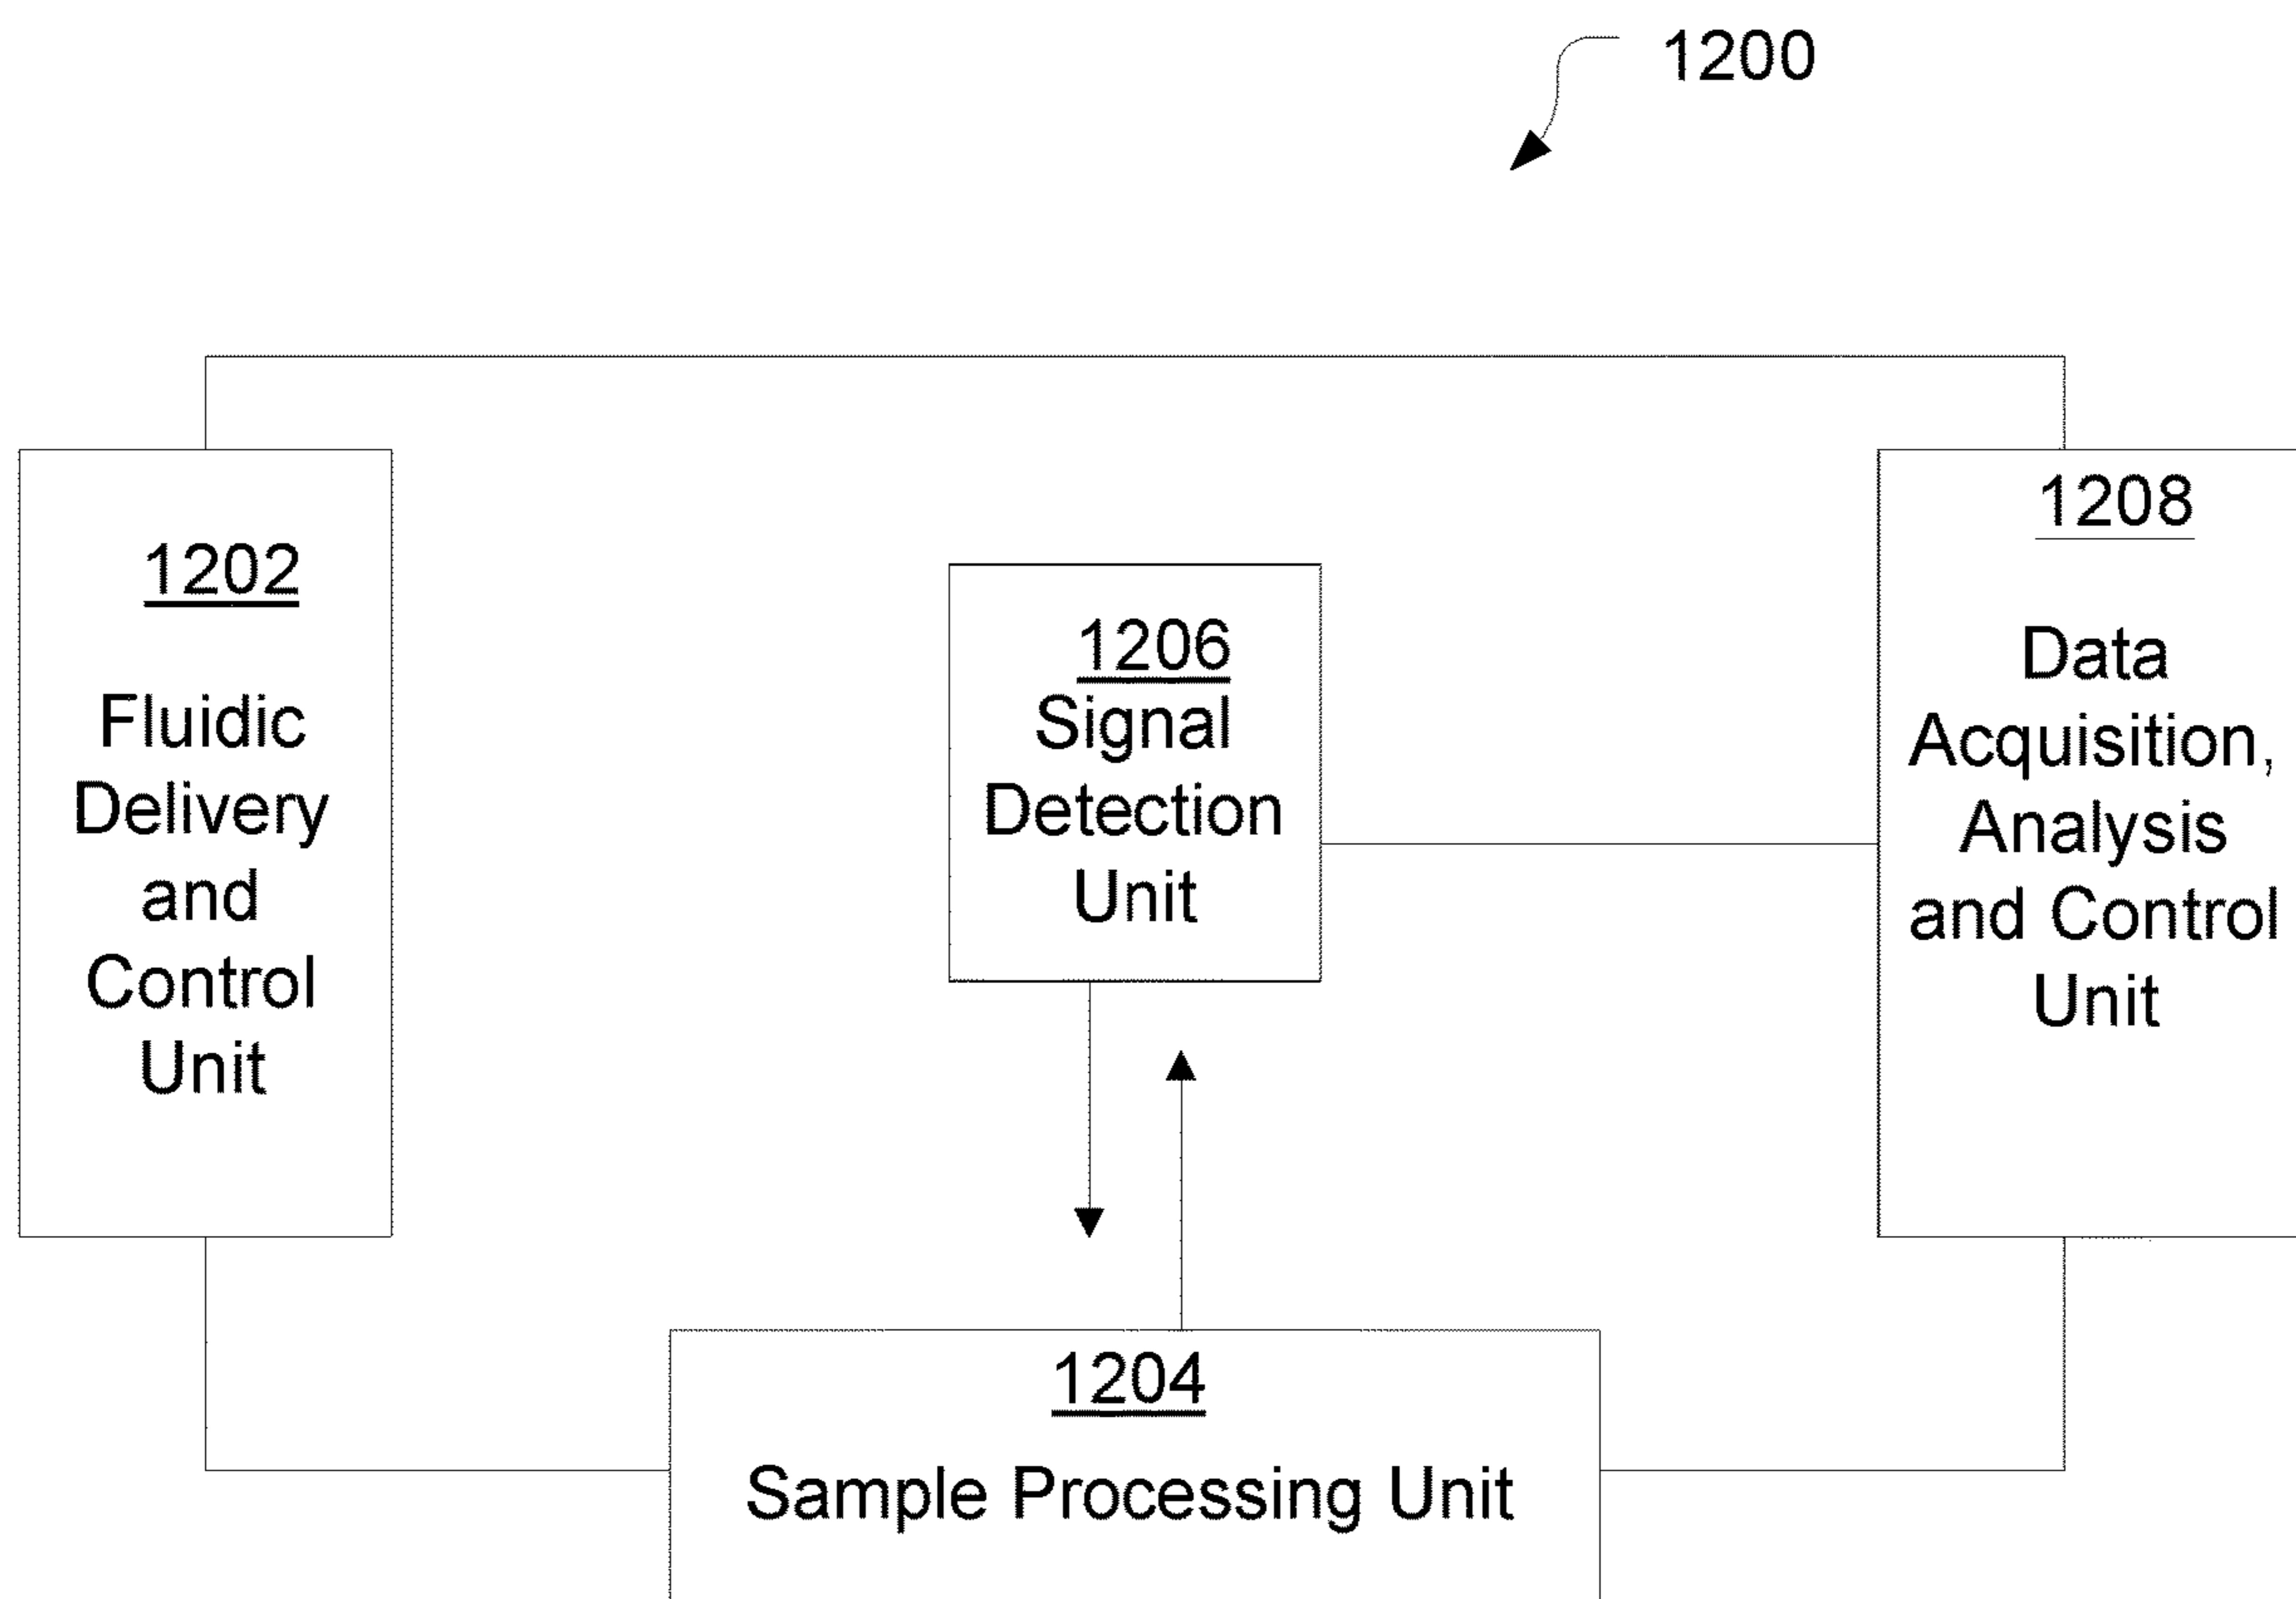 1200
1202
Fluidic
Delivery
and
Control
Unit
1206
Signal
Detection
Unit
1208
Data
Acquisition,
Analysis
and Control
Unit
1204
Sample Processing Unit